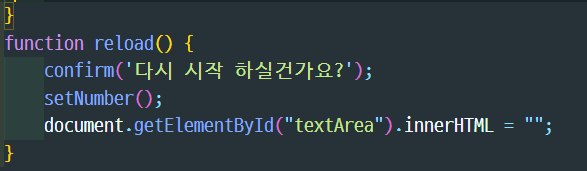 }
function reload() {
    confirm('다시 시작 하실건가요?');
    setNumber();
    document.getElementById("textArea").innerHTML = "";
}